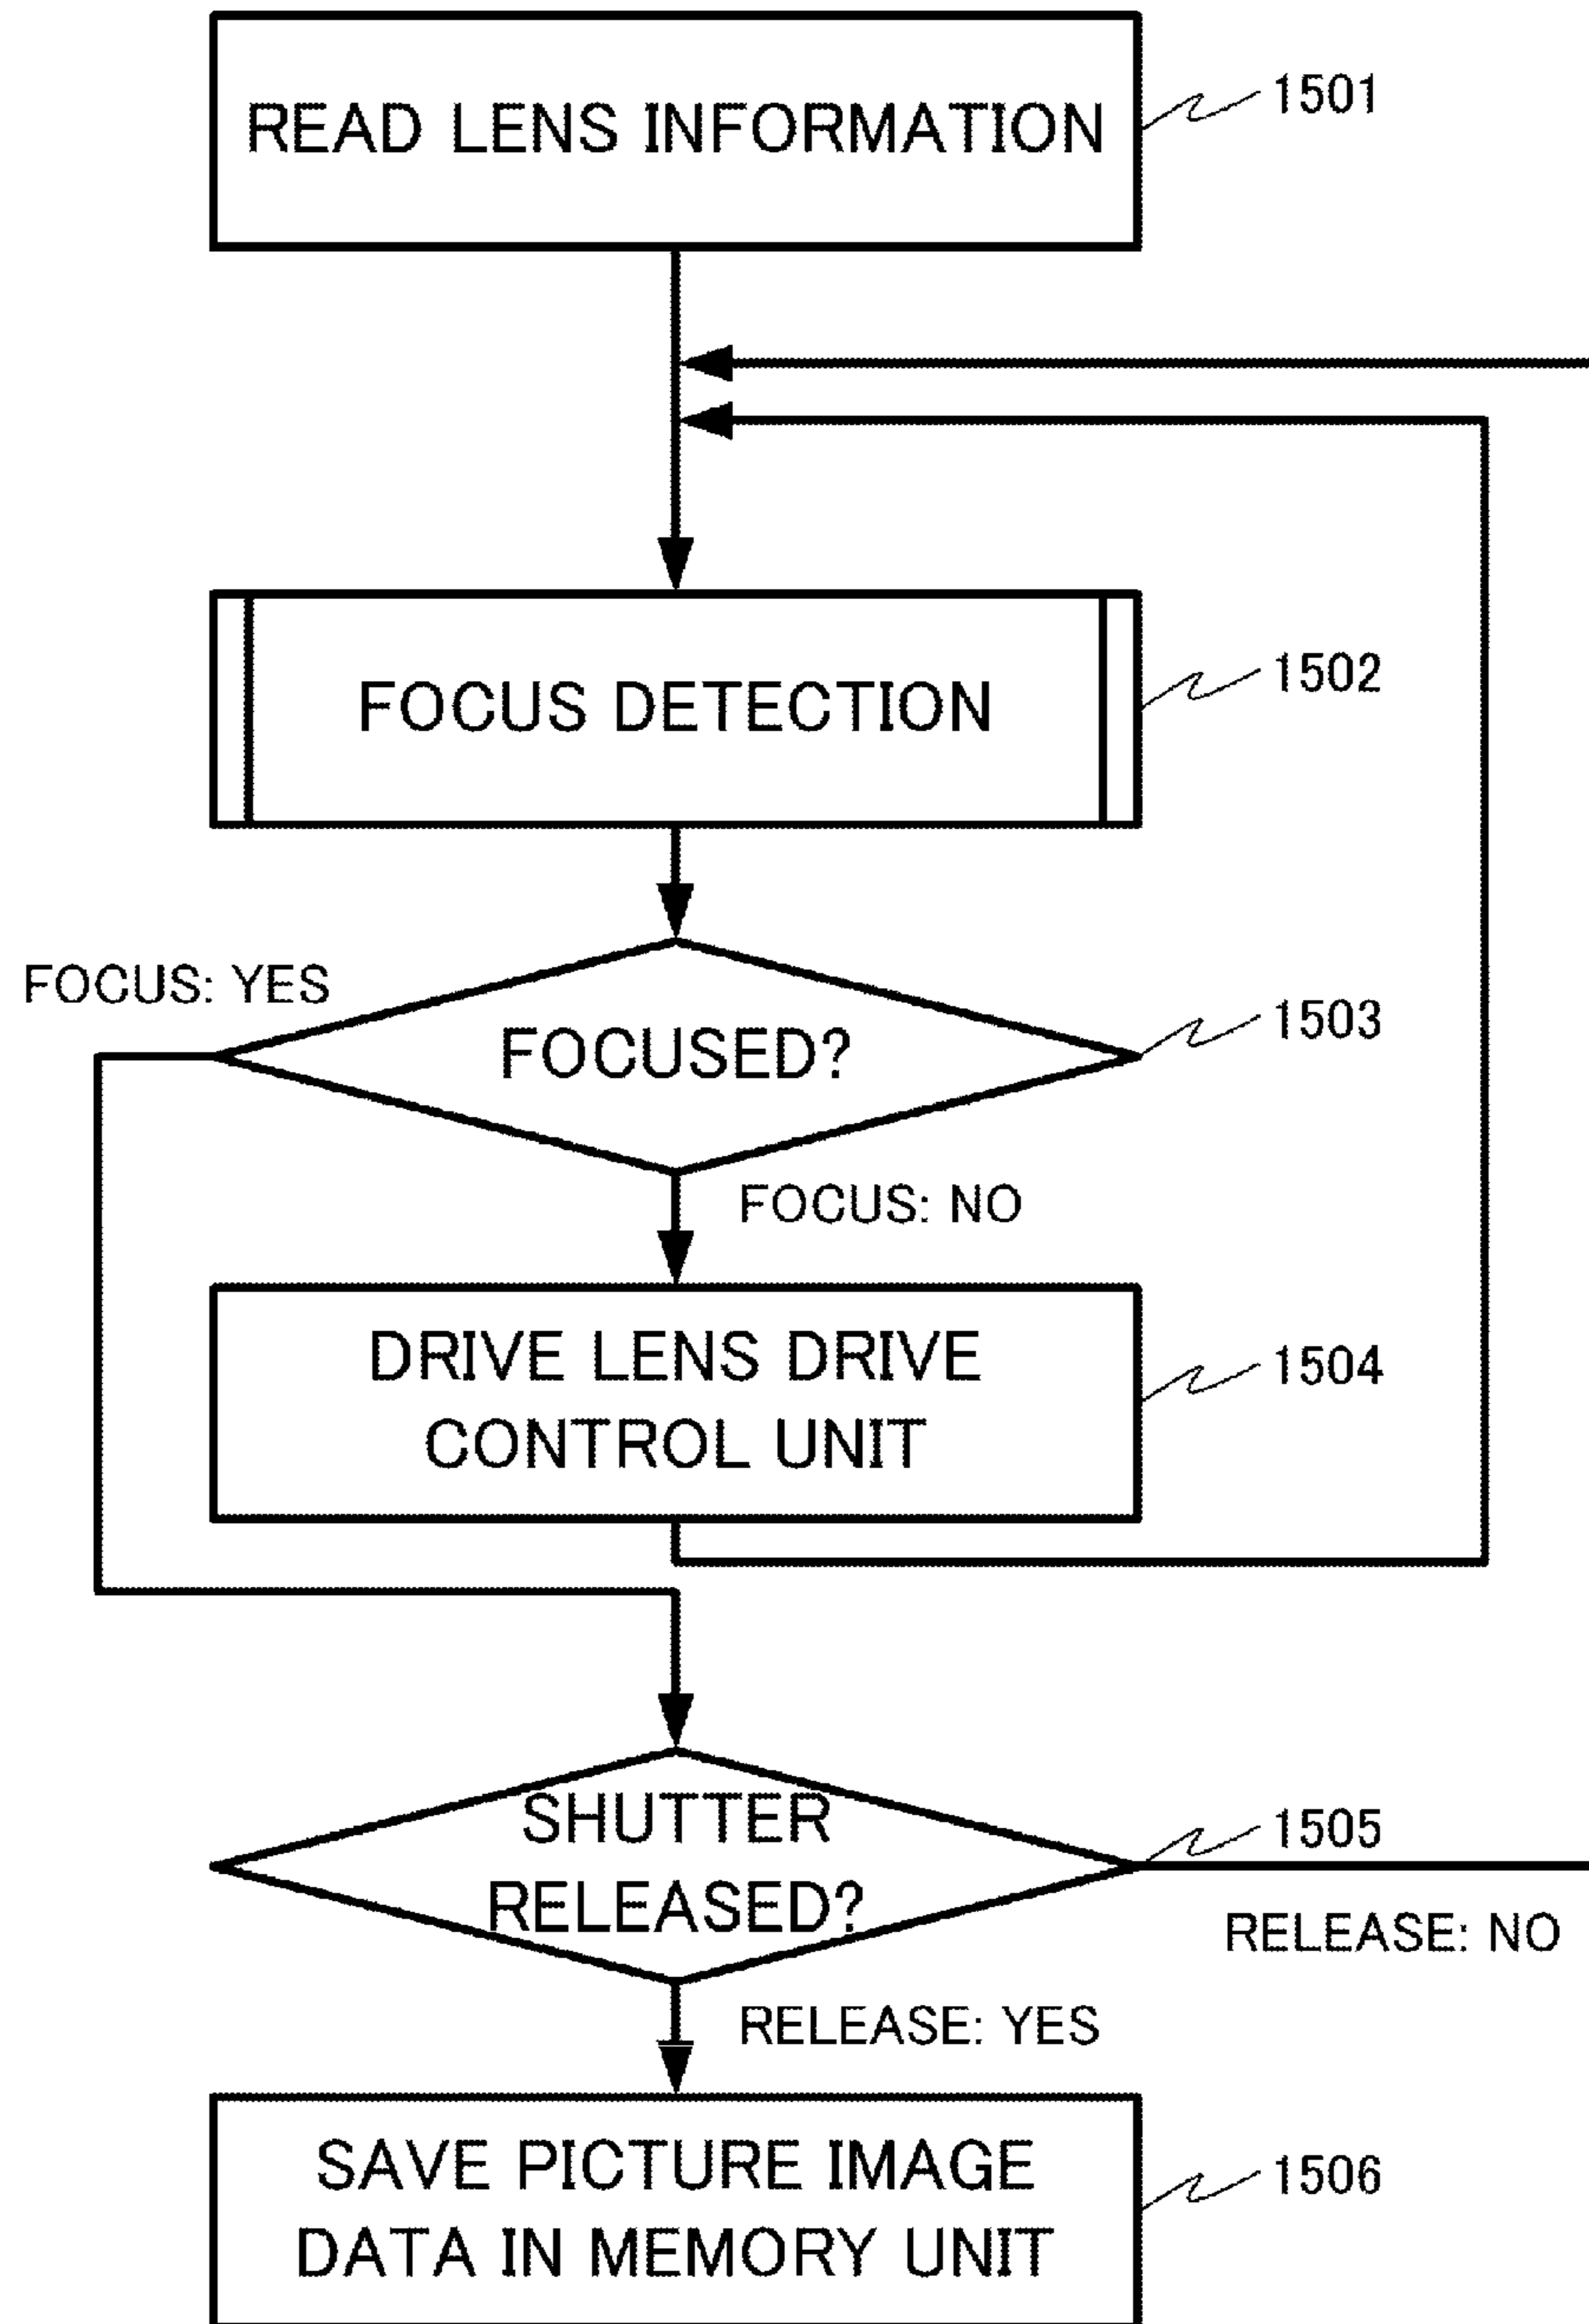 READ LENS INFORMATION
1501
FOCUS DETECTION
1502
FOCUS: YES
FOCUSED?
1503
FOCUS: NO
DRIVE LENS DRIVE
CONTROL UNIT
1504
SHUTTER
RELEASED?
1505
RELEASE: NO
RELEASE: YES
SAVE PICTURE IMAGE
DATA IN MEMORY UNIT
1506